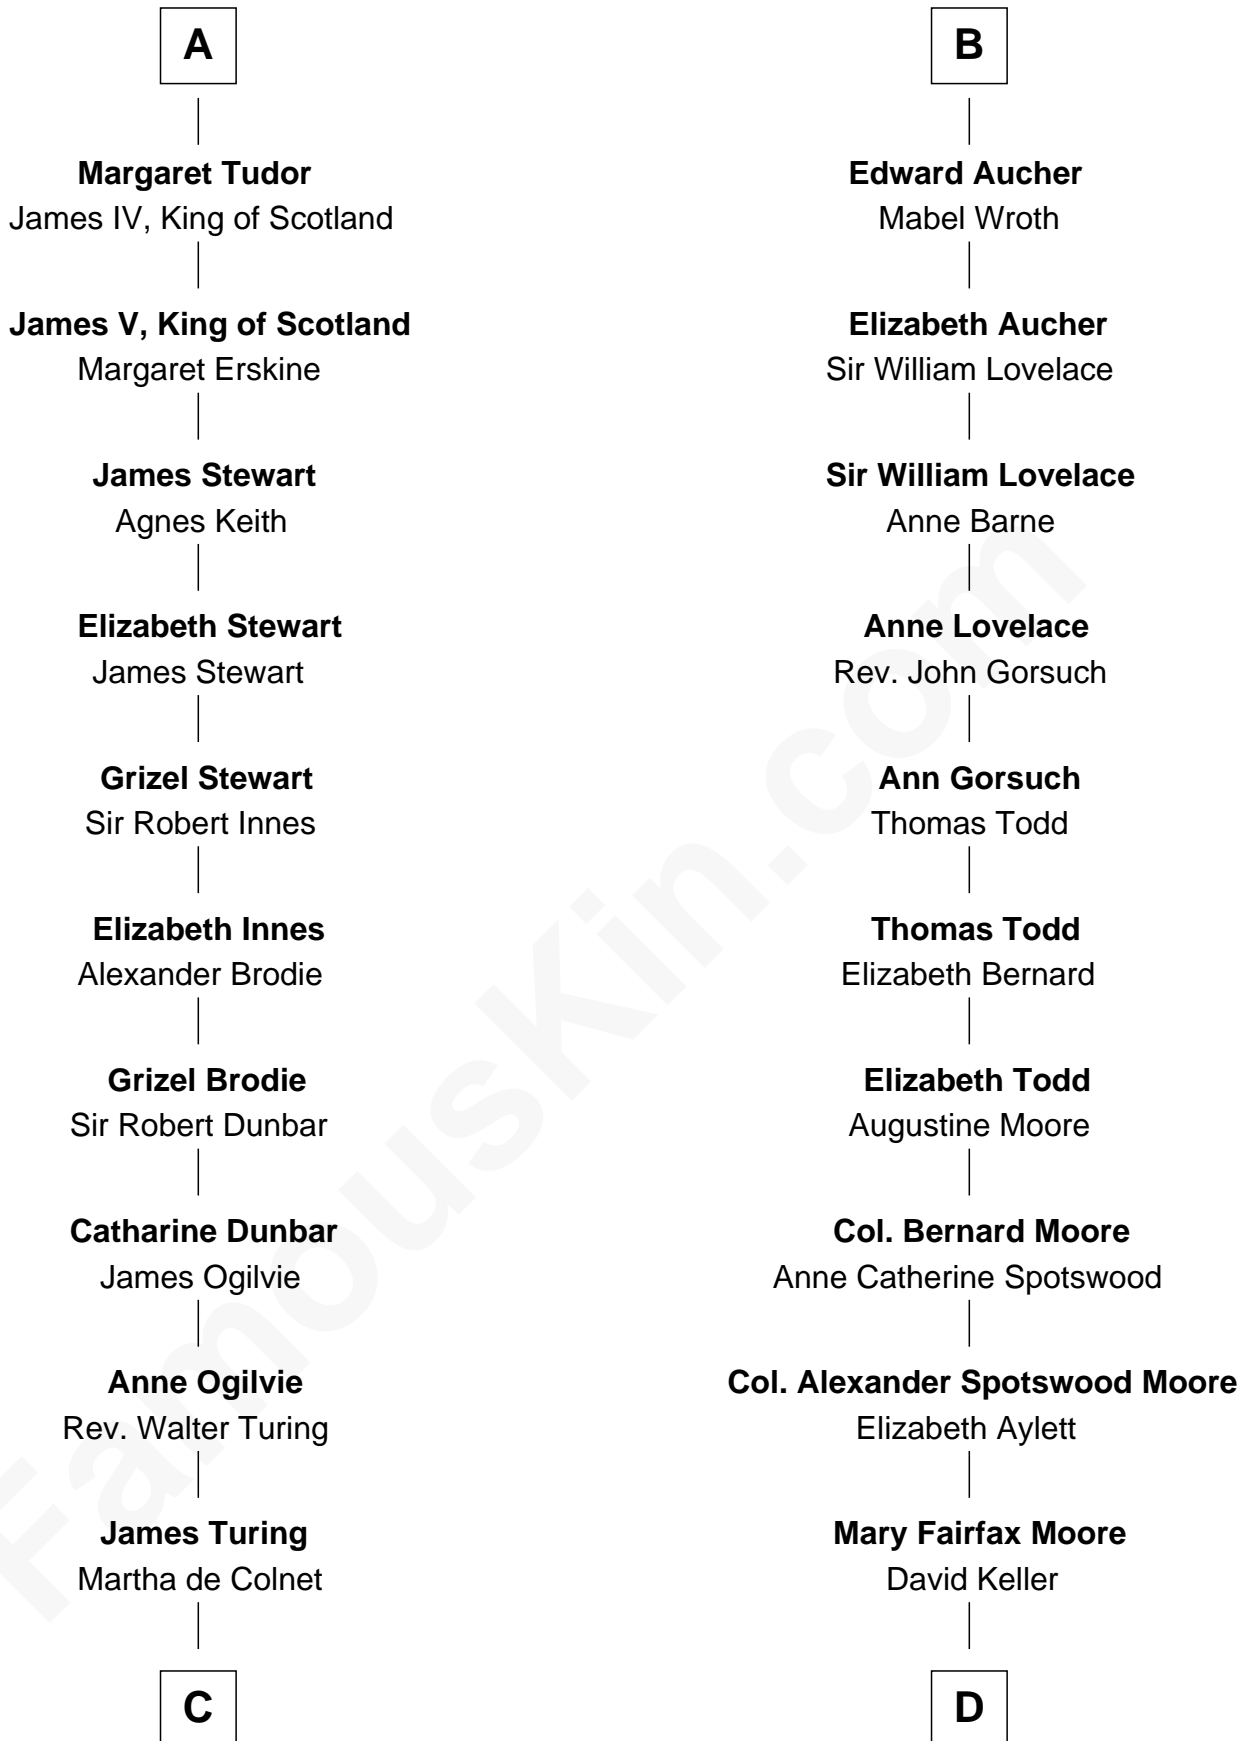 A
Margaret Tudor
James IV, King of Scotland
James V, King of Scotland
Margaret Erskine
James Stewart
Agnes Keith
Elizabeth Stewart
James Stewart
Grizel Stewart
Sir Robert Innes
Elizabeth Innes
Alexander Brodie
Grizel Brodie
Sir Robert Dunbar
Catharine Dunbar
James Ogilvie
Anne Ogilvie
Rev. Walter Turing
James Turing
Martha de Colnet
C
B
Edward Aucher
Mabel Wroth
Elizabeth Aucher
Sir William Lovelace
Sir William Lovelace
Anne Barne
Anne Lovelace
Rev. John Gorsuch
Ann Gorsuch
Thomas Todd
Thomas Todd
Elizabeth Bernard
Elizabeth Todd
Augustine Moore
Col. Bernard Moore
Anne Catherine Spotswood
Col. Alexander Spotswood Moore
Elizabeth Aylett
Mary Fairfax Moore
David Keller
D
FamousKin.com